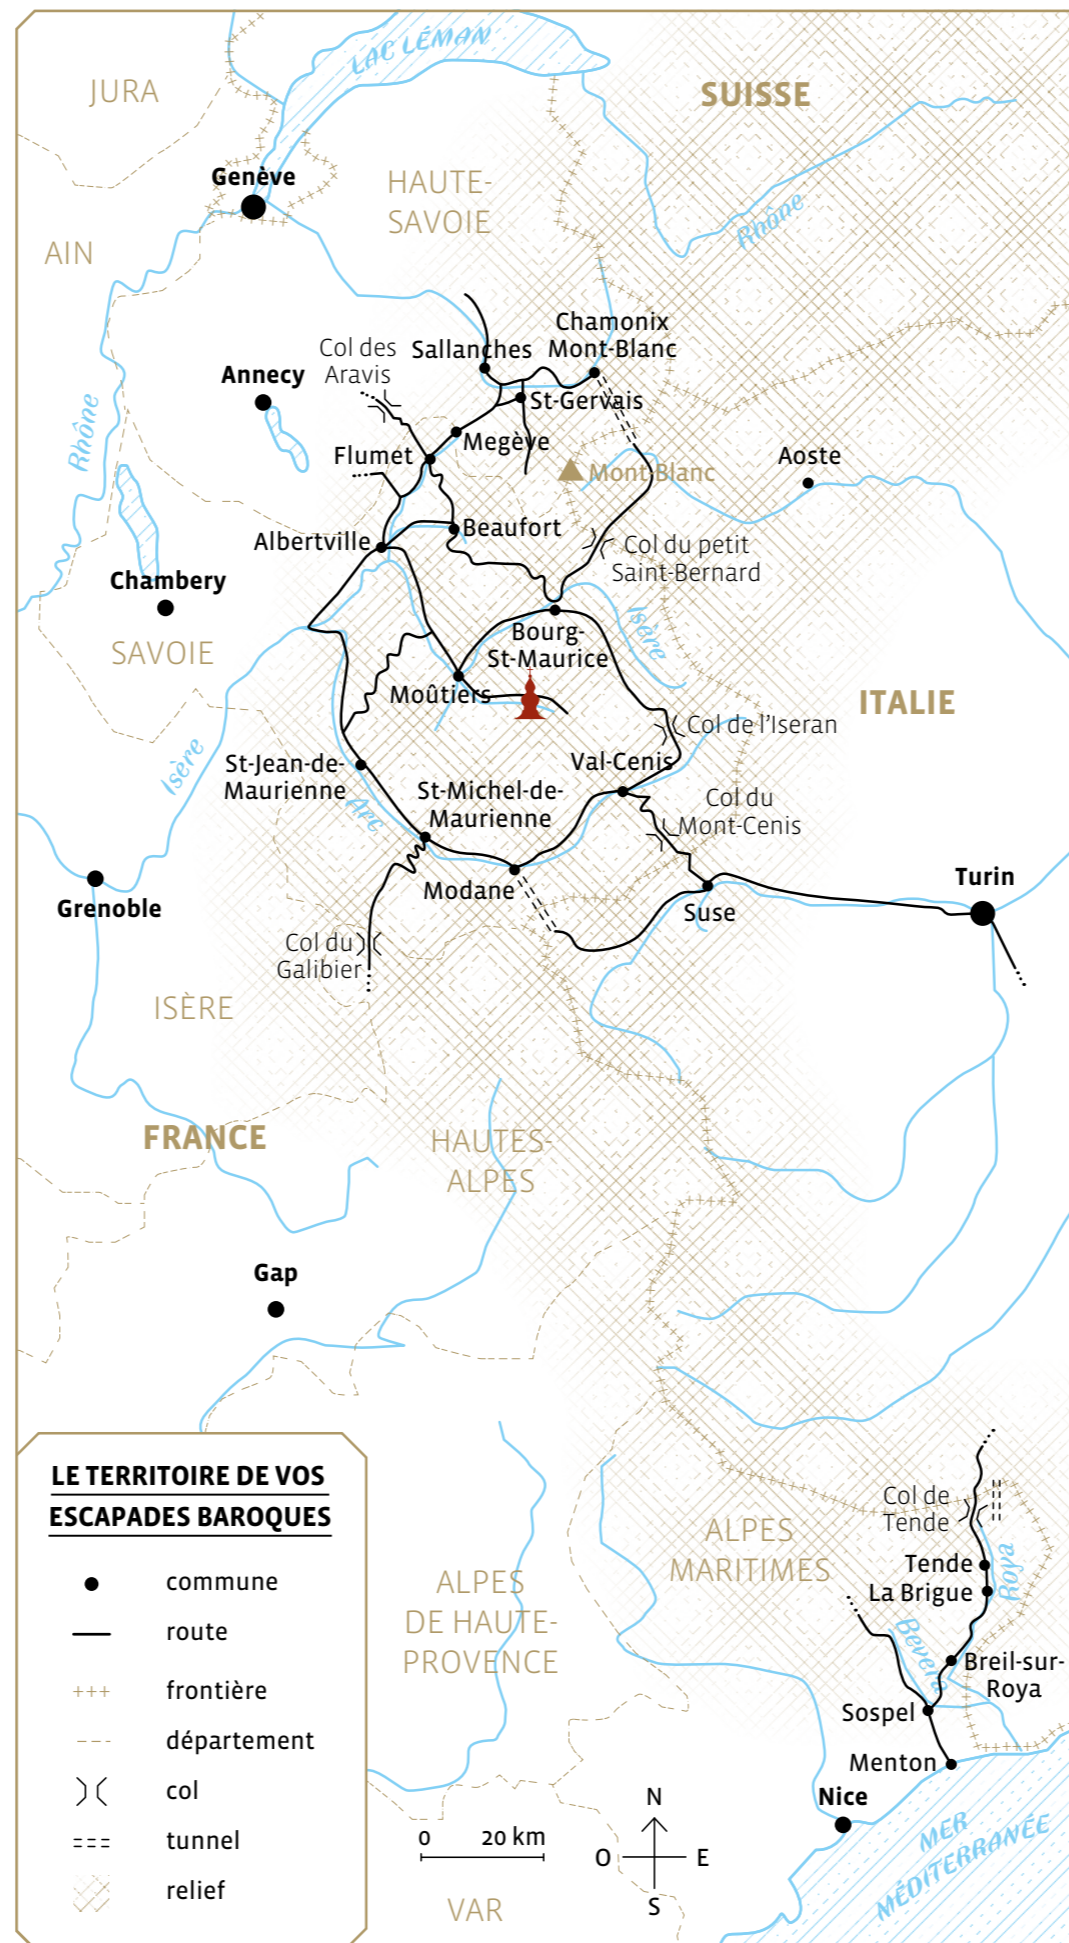 LAC LÉMAN
JURA
SUISSE
Genève
HAUTE-
SAVOIE
Rhône
AIN
Chamonix
Mont-Blanc
Col des
Aravis
Sallanches
Annecy
St-Gervais
Rhône
Megève
Flumet
Mont-Blanc
Aoste
Albertville
Beaufort
Col du petit
Saint-Bernard
Chambery
SAVOIE
Isère
Bourg-
St-Maurice
Moûtiers
ITALIE
Col de l'Iseran
Isère
St-Jean-de-
Maurienne
Val-Cenis
Arc
St-Michel-de-
Maurienne
Col du
Mont-Cenis
Grenoble
Modane
Suse
Turin
Col du
Galibier
ISÈRE
FRANCE
HAUTES-
ALPES
Gap
LE TERRITOIRE DE VOS
ESCAPADES BAROQUES
commune
route
frontière
département
col
tunnel
relief
ALPES
DE HAUTE-
PROVENCE
ALPES
MARITIMES
Col de
Tende
Tende
La Brigue
Roya
Bevera
Breil-sur-
Roya
Sospel
Menton
Nice
MER
MÉDITERRANÉE
0 20 km
N
O E
S
VAR